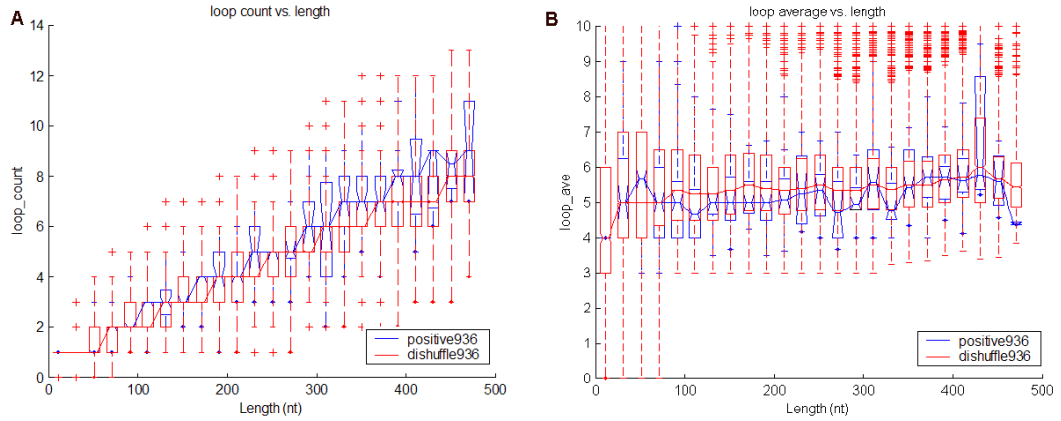 A
loop count vs. length
14
12
10
8
6
4
2
0
loop_count
0 100 200 300 400 500
Length (nt)
positive936
dishuffle936
B
loop average vs. length
10
9
8
7
6
5
4
3
2
1
0
loop_ave
0 100 200 300 400 500
Length (nt)
positive936
dishuffle936